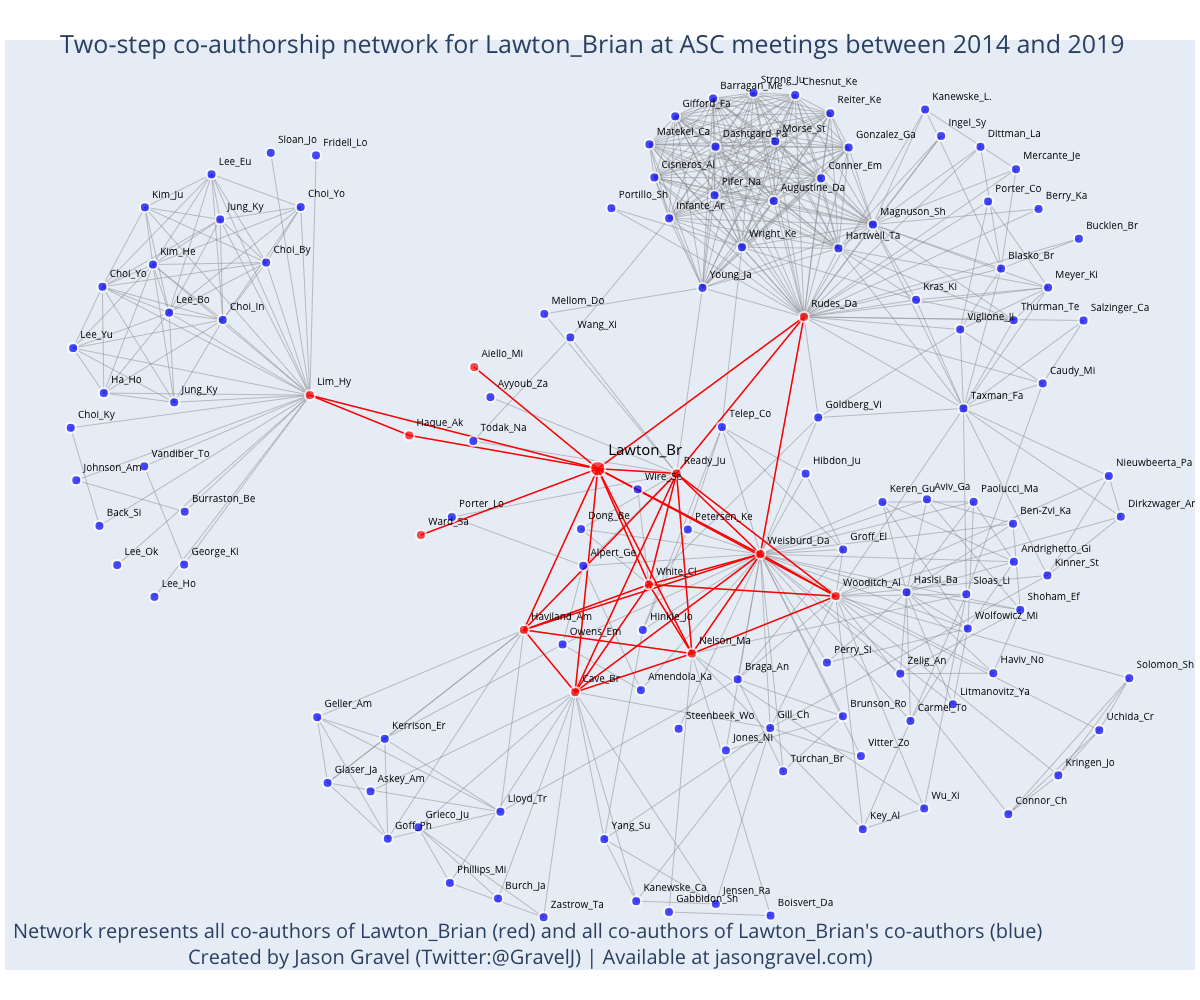 Two-step co-authorship network for Lawton_Brian at ASC meetings between 2014 and 2019
Strong_Ju
Barragan_Me
Chesnut_Ke
Gifford_Fa
Reiter_Ke
Kanewske_L.
Matekel_Ca
Dashtgard_Pa
Morse_St
Gonzalez_Ga
Ingel_Sy
Dittman_La
Sloan_Jo
Fridell_Lo
Lee_Eu
Cisneros_Al
Conner_Em
Mercante_Je
Kim_Ju
Jung_Ky
Choi_Yo
Portillo_Sh
Pifer_Na
Augustine_Da
Porter_Co
Berry_Ka
Infante_Ar
Magnuson_Sh
Bucklen_Br
Kim_He
Choi_By
Wright_Ke
Hartwell_Ta
Blasko_Br
Choi_Yo
Young_Ja
Meyer_Ki
Lee_Bo
Choi_In
Mellom_Do
Rudes_Da
Kras_Ki
Thurman_Te
Salzinger_Ca
Lee_Yu
Wang_Xi
Viglione_Ji
Aiello_Mi
Caudy_Mi
Ha_Ho
Jung_Ky
Lim_Hy
Ayyoub_Za
Taxman_Fa
Choi_Ky
Haque_Ak
Todak_Na
Telep_Co
Goldberg_Vi
Lawton_Br
Vandiber_To
Ready_Ju
Hibdon_Ju
Nieuwbeerta_Pa
Johnson_Am
Wire_Sc
Keren_Gu
Aviv_Ga
Paolucci_Ma
Burraston_Be
Porter_Lo
Dirkzwager_An
Back_Si
Ward_Sa
Dong_Be
Petersen_Ke
Ben-Zvi_Ka
Weisburd_Da
Groff_El
Lee_Ok
George_Ki
Alpert_Ge
Andrighetto_Gi
Kinner_St
Lee_Ho
White_Cl
Wooditch_Al
Hasisi_Ba
Sloas_Li
Shoham_Ef
Haviland_Am
Owens_Em
Hinkle_Jo
Wolfowicz_Mi
Nelson_Ma
Perry_Si
Zelig_An
Haviv_No
Solomon_Sh
Cave_Br
Amendola_Ka
Braga_An
Litmanovitz_Ya
Geller_Am
Kerrison_Er
Steenbeek_Wo
Gill_Ch
Brunson_Ro
Carmel_To
Uchida_Cr
Jones_Ni
Vitter_Zo
Glaser_Ja
Askey_Am
Turchan_Br
Kringen_Jo
Lloyd_Tr
Wu_Xi
Connor_Ch
Goff_Ph
Grieco_Ju
Yang_Su
Key_Al
Phillips_Mi
Burch_Ja
Kanewske_Ca
Jensen_Ra
Gabbidon_Sh
Zastrow_Ta
Boisvert_Da
Network represents all co-authors of Lawton_Brian (red) and all co-authors of Lawton_Brian's co-authors (blue)
Created by Jason Gravel (Twitter:@GravelJ) | Available at jasongravel.com)